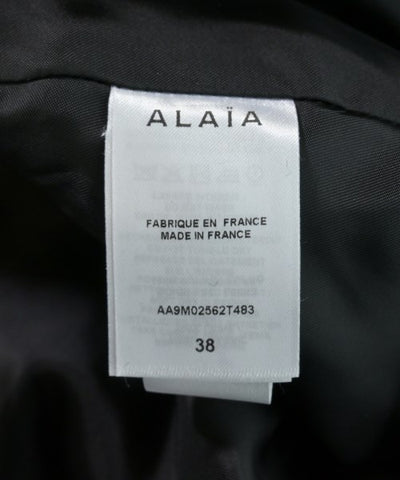 ALAÏA
FABRIQUE EN FRANCE
MADE IN FRANCE
AA9M02562T483
38